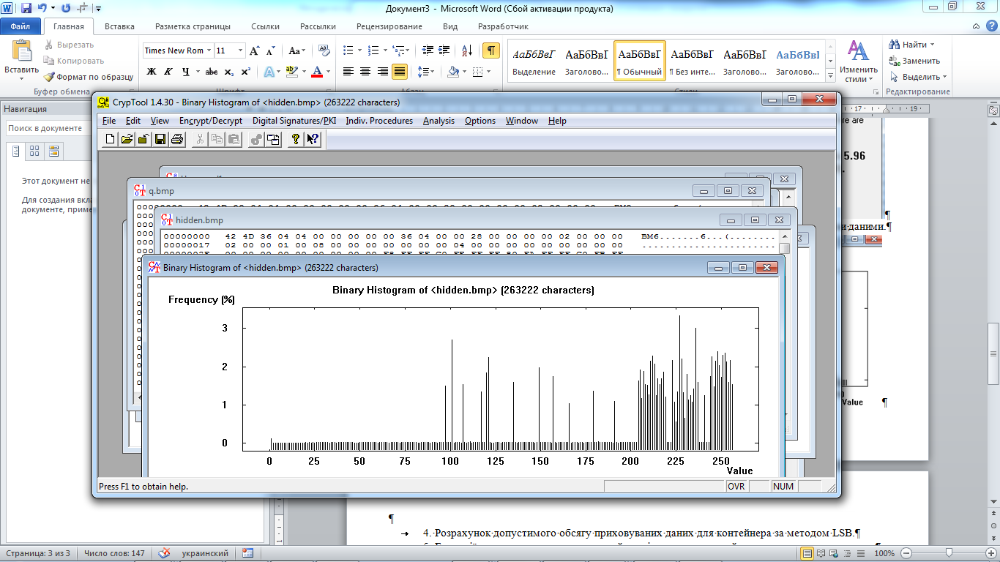 Документ3 - Microsoft Word (Сбой активации продукта)
Файл Главная Вставка Разметка страницы Ссылки Рассылки Рецензирование Вид Разработчик
Вставить
Вырезать
Копировать
Формат по образцу
Буфер обмена
Times New Rom 11
Ж К Ч abc x₂ x²
Шрифт
Абзац
АаБбВвГ АаБбВвГ АаБбВвГ АаБбВвГ АаБбВвГ АаБбВвІ
Выделение Заголово... ¶ Обычный ¶ Без инте... Заголово... Заголово...
Изменить стили
Стили
Найти
Заменить
Выделить
Редактирование
Навигация
Поиск в документе
Этот документ не
Для создания вкла
документе, приме
17 19
re are
5.96
и·даними.¶
Value ¶
CrypTool 1.4.30 - Binary Histogram of <hidden.bmp> (263222 characters)
File Edit View Encrypt/Decrypt Digital Signatures/PKI Indiv. Procedures Analysis Options Window Help
q.bmp
hidden.bmp
00000000 42 4D 36 04 04 00 00 00 00 00 36 04 00 00 28 00 00 00 00 02 00 00 00 BM6.......6...(........
00000017 02 00 00 01 00 08 00 00 00 00 00 00 00 04 00 00 00 00 00 00 00 00 00 .......................
Binary Histogram of <hidden.bmp> (263222 characters)
Binary Histogram of <hidden.bmp> (263222 characters)
Frequency (%)
3
2
1
0
0 25 50 75 100 125 150 175 200 225 250
Value
Press F1 to obtain help.
OVR NUM
¶
4.·Розрахунок·допустимого·обсягу·приховуваних·даних·для·контейнера·за·методом·LSB.¶
Страница: 3 из 3 Число слов: 147 украинский 100%